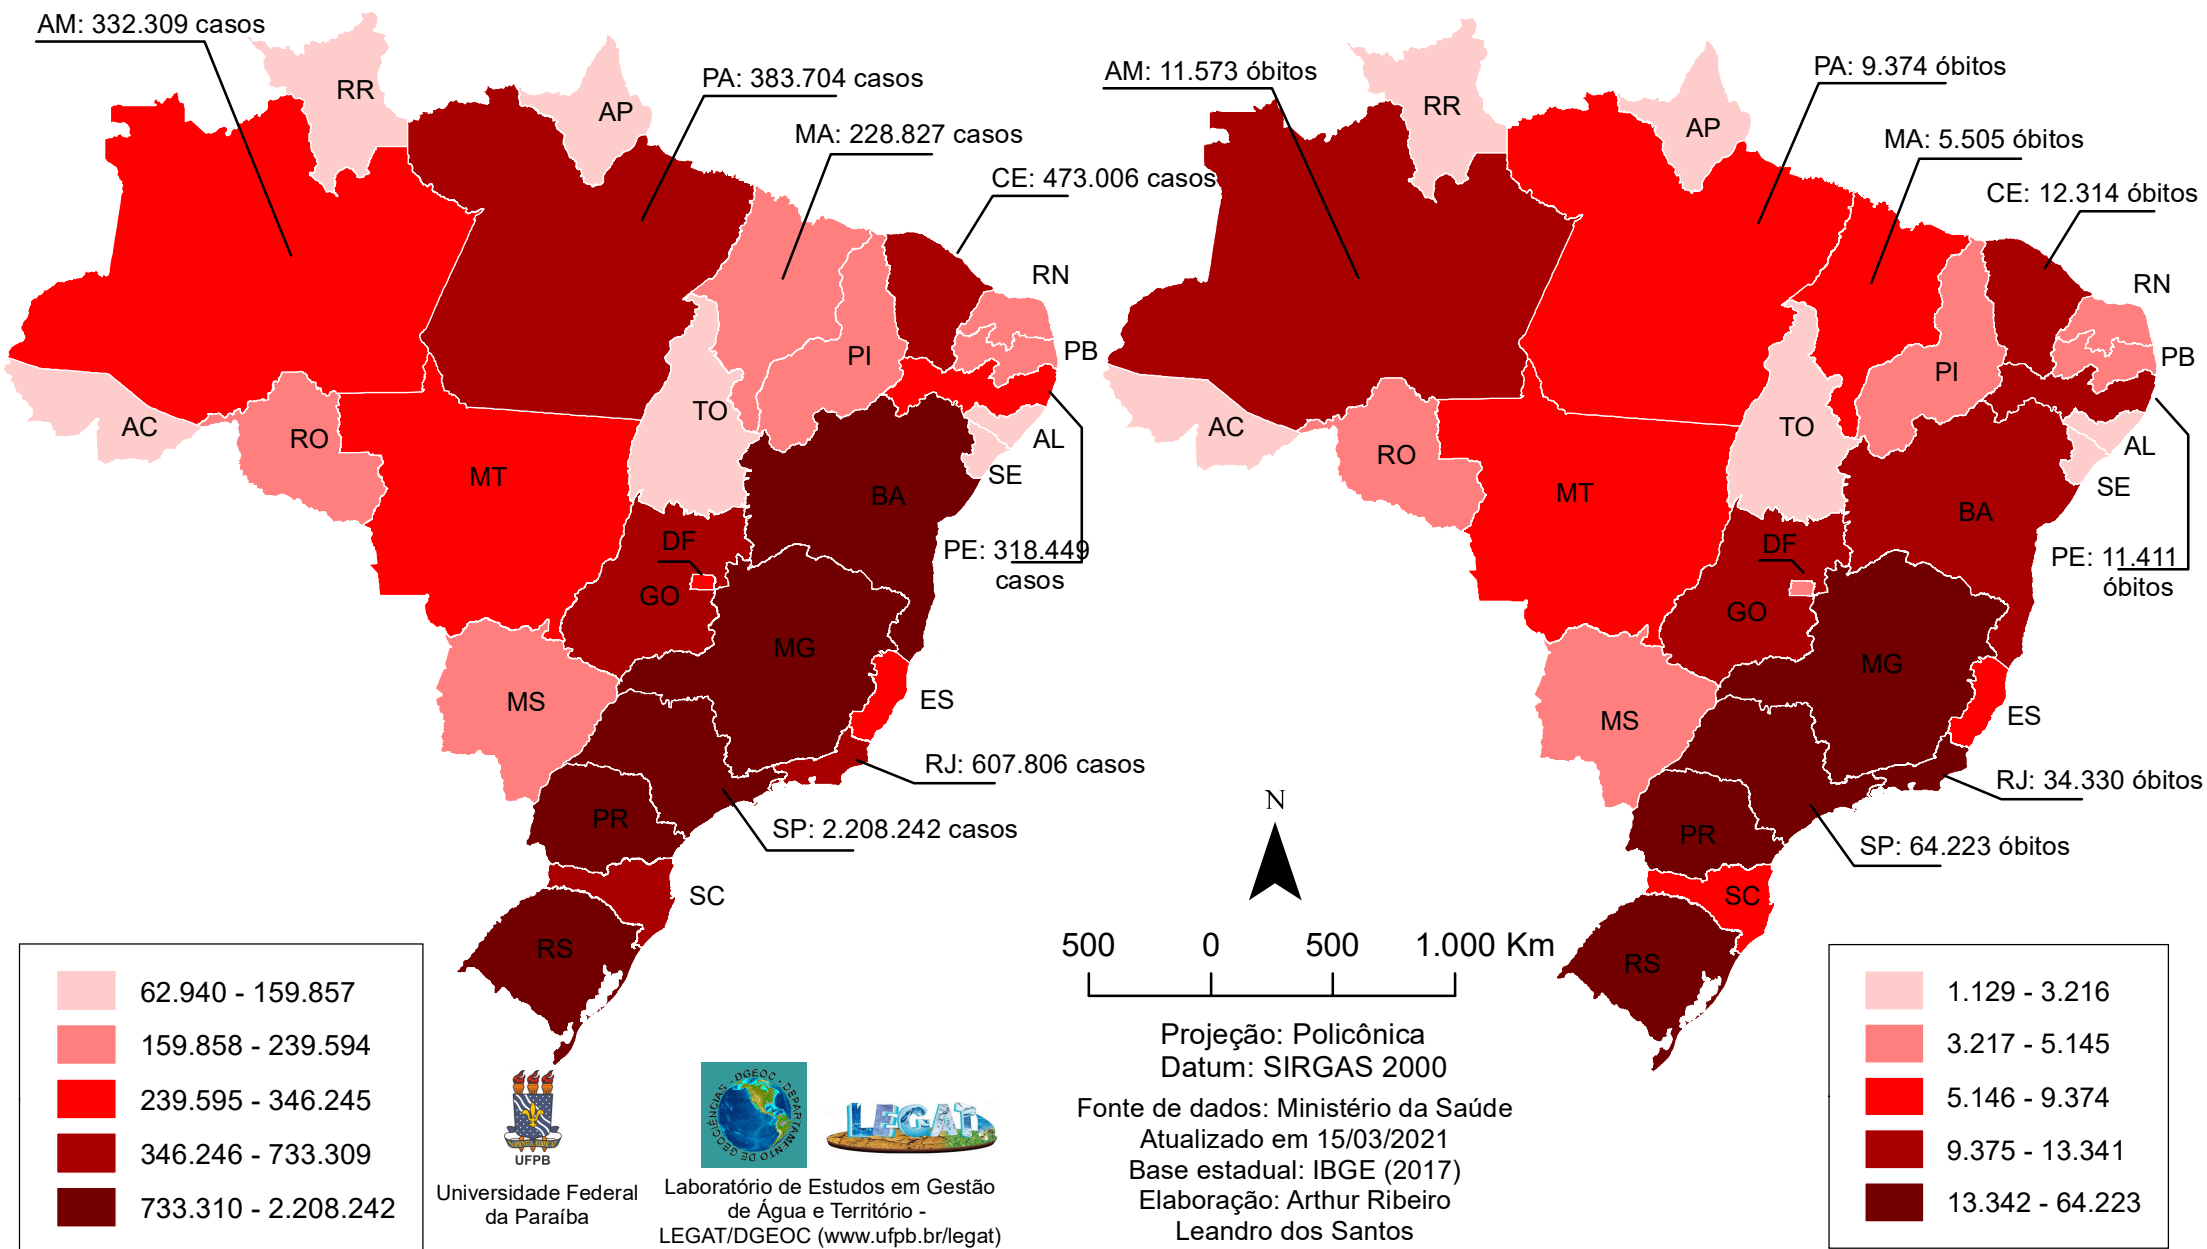 AM: 332.309 casos
RR
AP
PA: 383.704 casos
MA: 228.827 casos
CE: 473.006 casos
RN
PB
PI
TO
AC
RO
MT
AL
SE
BA
DF
GO
PE: 318.449
casos
MG
MS
ES
RJ: 607.806 casos
SP: 2.208.242 casos
PR
SC
RS
AM: 11.573 óbitos
RR
AP
PA: 9.374 óbitos
MA: 5.505 óbitos
CE: 12.314 óbitos
RN
PB
PI
TO
AC
RO
MT
AL
SE
BA
DF
GO
PE: 11.411
óbitos
MG
MS
ES
RJ: 34.330 óbitos
SP: 64.223 óbitos
PR
SC
RS
62.940 - 159.857
159.858 - 239.594
239.595 - 346.245
346.246 - 733.309
733.310 - 2.208.242
UFPB
Universidade Federal
da Paraíba
DGEOC - DEPARTAMENTO DE GEOCIÊNCIAS
LEGAT
Laboratório de Estudos em Gestão
de Água e Território -
LEGAT/DGEOC (www.ufpb.br/legat)
N
500 0 500 1.000 Km
Projeção: Policônica
Datum: SIRGAS 2000
Fonte de dados: Ministério da Saúde
Atualizado em 15/03/2021
Base estadual: IBGE (2017)
Elaboração: Arthur Ribeiro
Leandro dos Santos
1.129 - 3.216
3.217 - 5.145
5.146 - 9.374
9.375 - 13.341
13.342 - 64.223